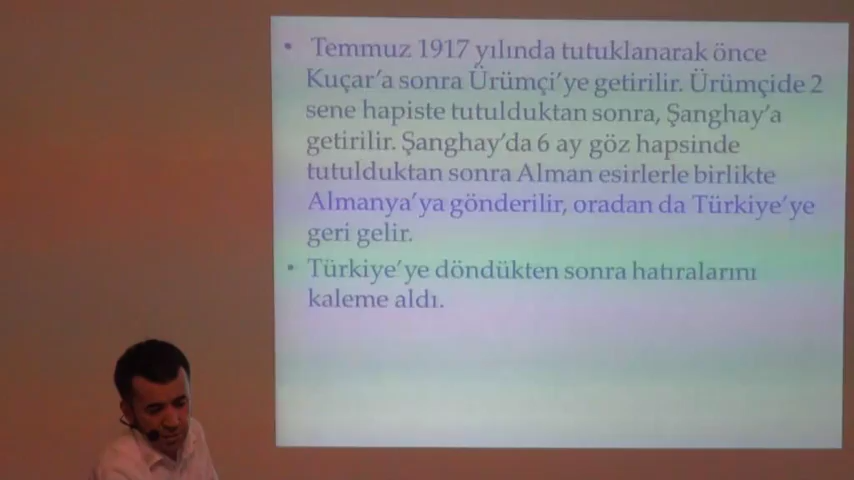 • Temmuz 1917 yılında tutuklanarak önce
Kuçar'a sonra Ürümçi'ye getirilir. Ürümçide 2
sene hapiste tutulduktan sonra, Şanghay'a
getirilir. Şanghay'da 6 ay göz hapsinde
tutulduktan sonra Alman esirlerle birlikte
Almanya'ya gönderilir, oradan da Türkiye'ye
geri gelir.
• Türkiye'ye döndükten sonra hatıralarını
kaleme aldı.